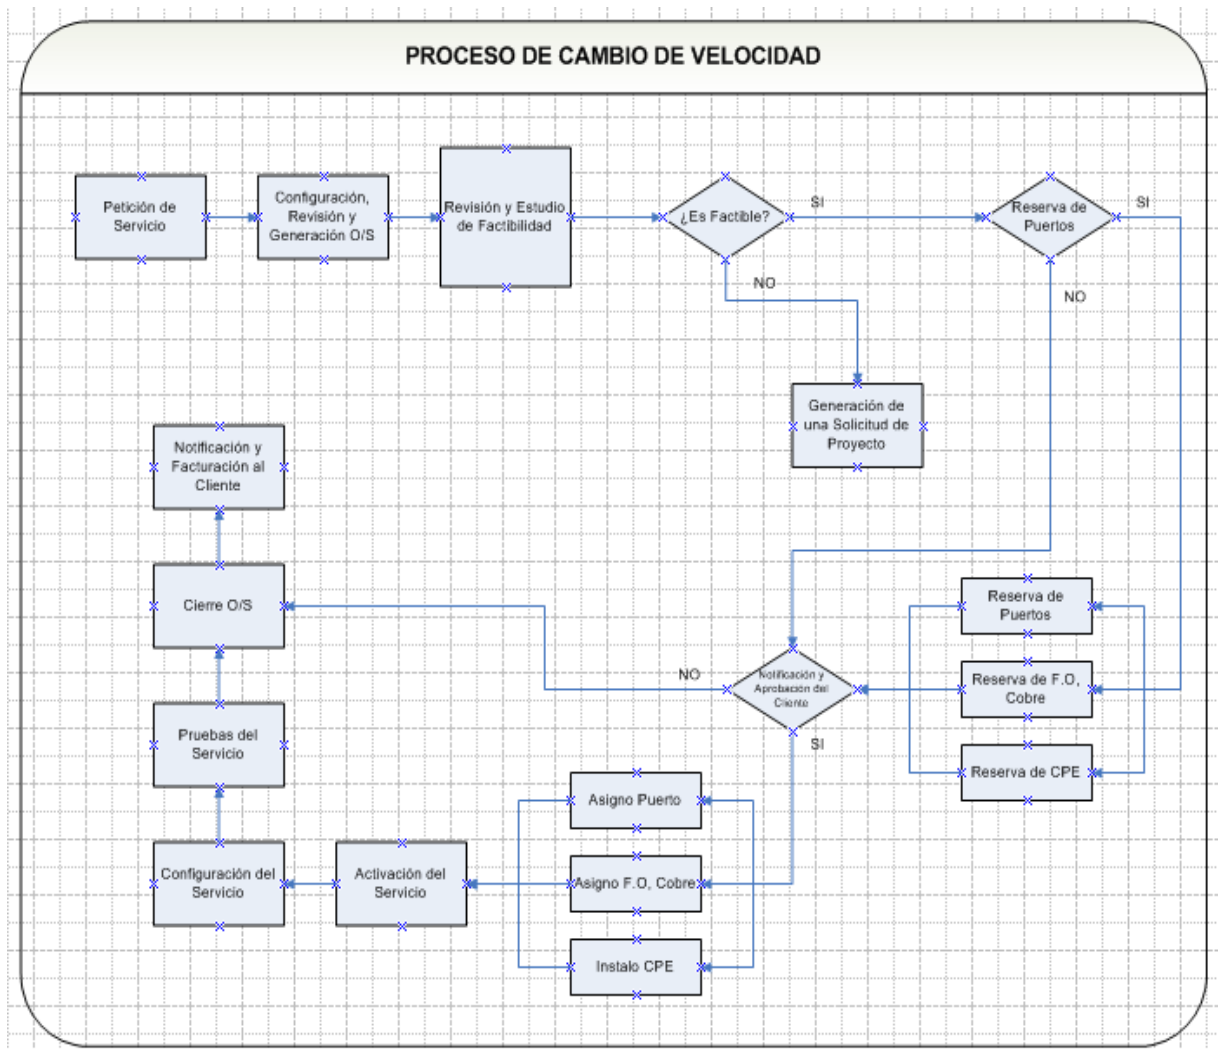 PROCESO DE CAMBIO DE VELOCIDAD
Petición de
Servicio
Configuración,
Revisión y
Generación O/S
Revisión y Estudio
de Factibilidad
¿Es Factible?
SI
Reserva de
Puertos
SI
NO
NO
Generación de
una Solicitud de
Proyecto
Notificación y
Facturación al
Cliente
Cierre O/S
Reserva de
Puertos
Reserva de F.O,
Cobre
Reserva de CPE
NO
Notificación y
Aprobación del
Cliente
SI
Pruebas del
Servicio
Asigno Puerto
Asigno F.O, Cobre
Instalo CPE
Activación del
Servicio
Configuración del
Servicio